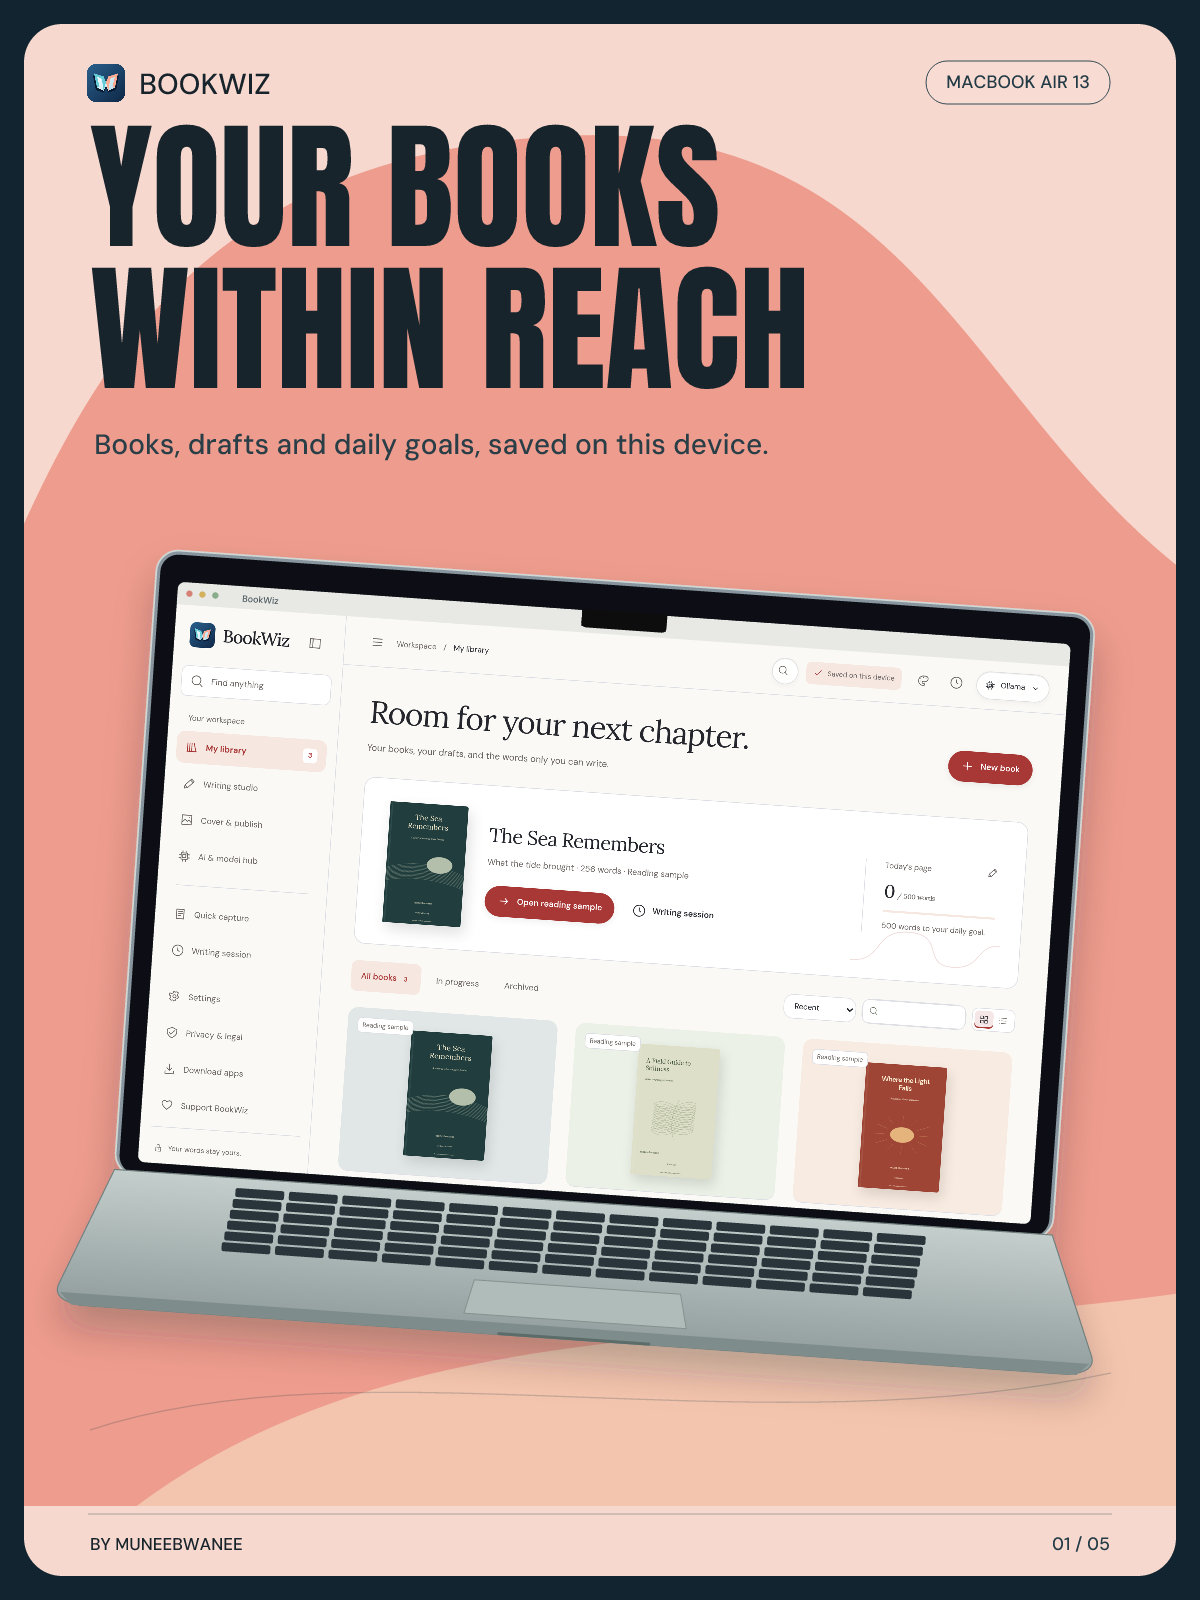 BOOKWIZ
MACBOOK AIR 13
YOUR BOOKS
WITHIN REACH
Books, drafts and daily goals, saved on this device.
BookWiz
BookWiz
Find anything
Your workspace
My library 3
Writing studio
Cover & publish
AI & model hub
Quick capture
Writing session
Settings
Privacy & legal
Download apps
Support BookWiz
Your words stay yours.
Workspace / My library
Saved on this device
Ollama
Room for your next chapter.
Your books, your drafts, and the words only you can write.
New book
The Sea
Remembers
The Sea Remembers
What the tide brought · 256 words · Reading sample
Open reading sample
Writing session
Today's page
0 / 500 words
500 words to your daily goal.
All books 3
In progress
Archived
Recent
Reading sample
The Sea
Remembers
Reading sample
A Field Guide to
Stillness
Reading sample
Where the Light
Falls
BY MUNEEBWANEE
01 / 05